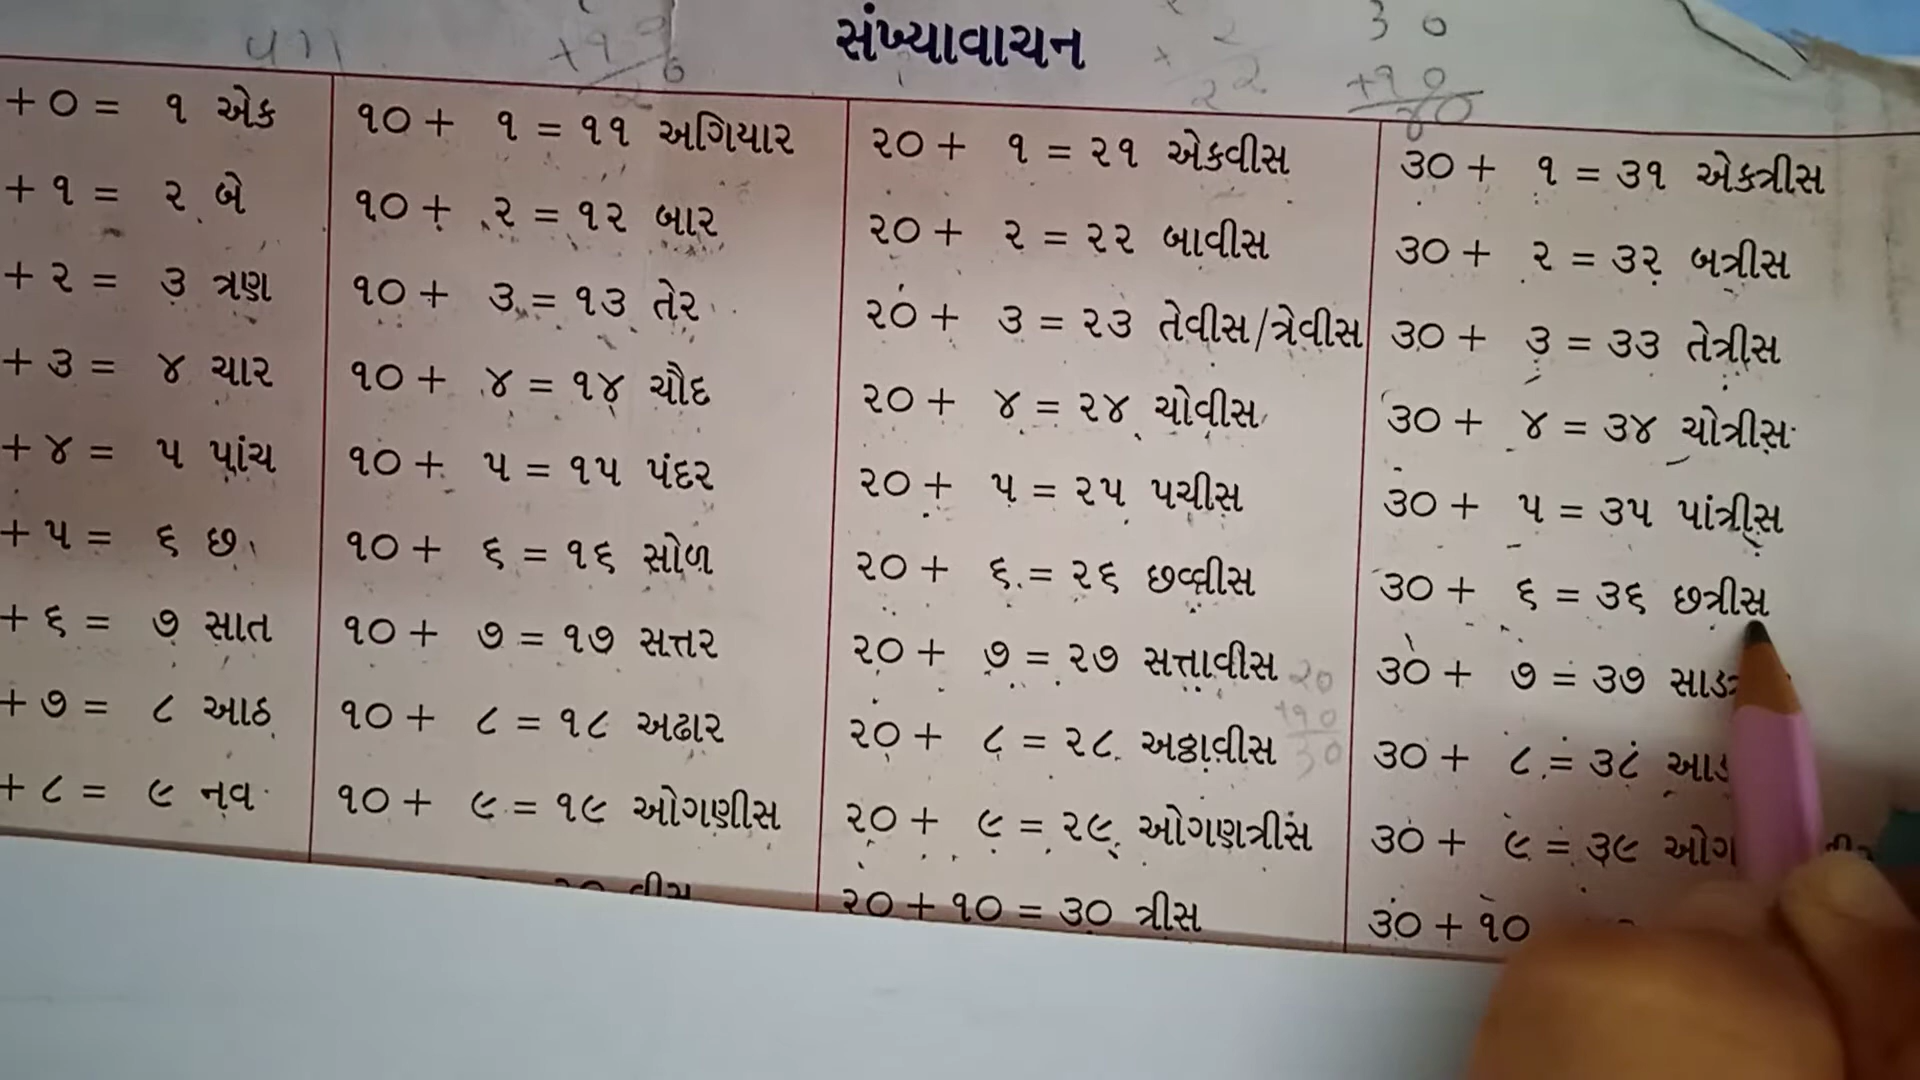 સંખ્યાવાચન
૩૦
+૧૦
૪૦
+ ૦ = ૧ એક
+ ૧ = ૨ બે
+ ૨ = ૩ ત્રણ
+ ૩ = ૪ ચાર
+ ૪ = ૫ પાંચ
+ ૫ = ૬ છ
+ ૬ = ૭ સાત
+ ૭ = ૮ આઠ
+ ૮ = ૯ નવ
૧૦ + ૧ = ૧૧ અગિયાર
૧૦ + ૨ = ૧૨ બાર
૧૦ + ૩ = ૧૩ તેર
૧૦ + ૪ = ૧૪ ચૌદ
૧૦ + ૫ = ૧૫ પંદર
૧૦ + ૬ = ૧૬ સોળ
૧૦ + ૭ = ૧૭ સત્તર
૧૦ + ૮ = ૧૮ અઢાર
૧૦ + ૯ = ૧૯ ઓગણીસ
વીસ
૨૦ + ૧ = ૨૧ એકવીસ
૨૦ + ૨ = ૨૨ બાવીસ
૨૦ + ૩ = ૨૩ તેવીસ/ત્રેવીસ
૨૦ + ૪ = ૨૪ ચોવીસ
૨૦ + ૫ = ૨૫ પચીસ
૨૦ + ૬ = ૨૬ છવ્વીસ
૨૦ + ૭ = ૨૭ સત્તાવીસ
૨૦ + ૮ = ૨૮ અઠ્ઠાવીસ
૨૦ + ૯ = ૨૯ ઓગણત્રીસ
૨૦ + ૧૦ = ૩૦ ત્રીસ
૨૦
+૧૦
૩૦
૩૦ + ૧ = ૩૧ એકત્રીસ
૩૦ + ૨ = ૩૨ બત્રીસ
૩૦ + ૩ = ૩૩ તેત્રીસ
૩૦ + ૪ = ૩૪ ચોત્રીસ
૩૦ + ૫ = ૩૫ પાંત્રીસ
૩૦ + ૬ = ૩૬ છત્રીસ
૩૦ + ૭ = ૩૭
૩૦ + ૮ = ૩૮
૩૦ + ૯ = ૩૯
૩૦ + ૧૦